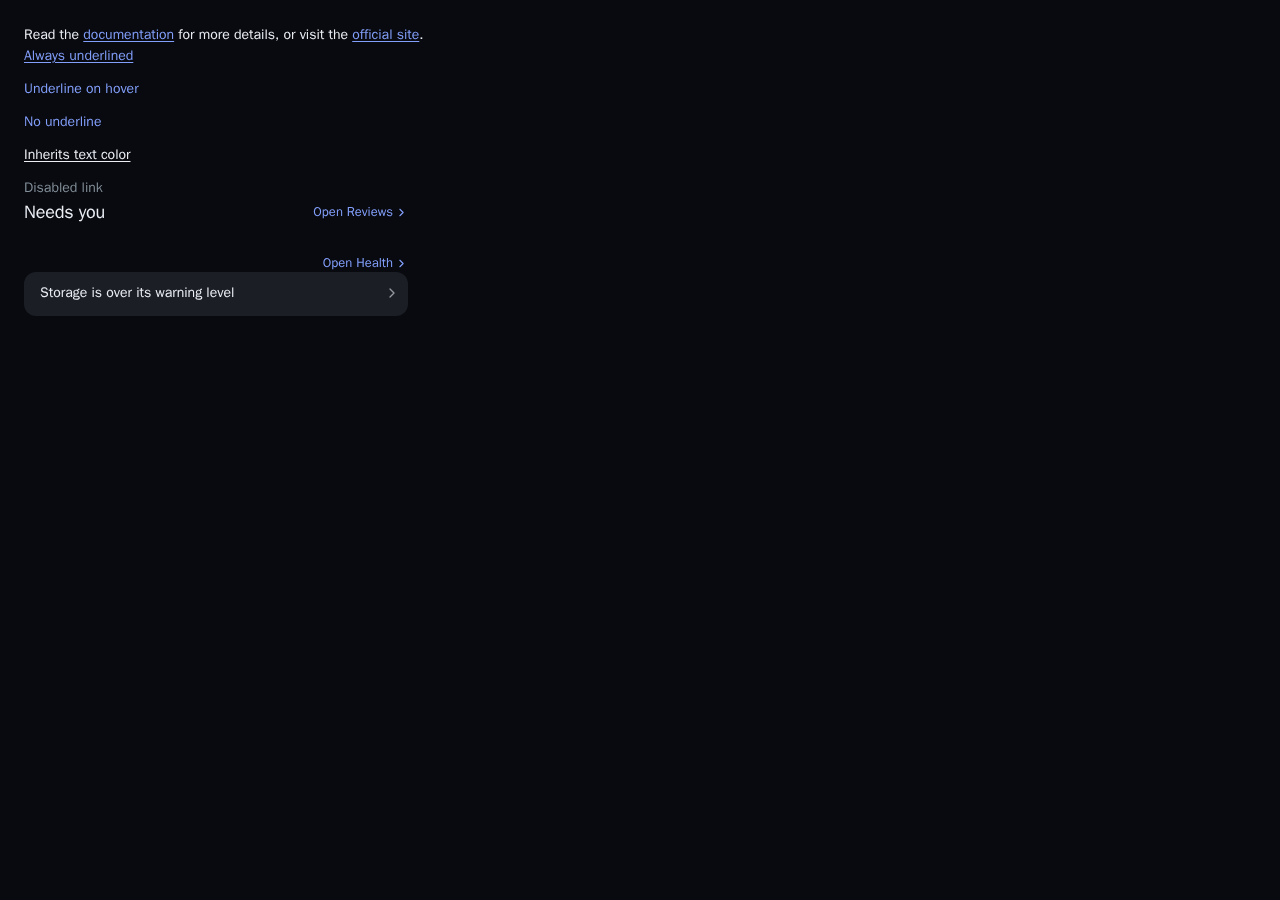 Read the documentation for more details, or visit the official site.
Always underlined
Underline on hover
No underline
Inherits text color
Disabled link
Needs you
Open Reviews
Open Health
Storage is over its warning level